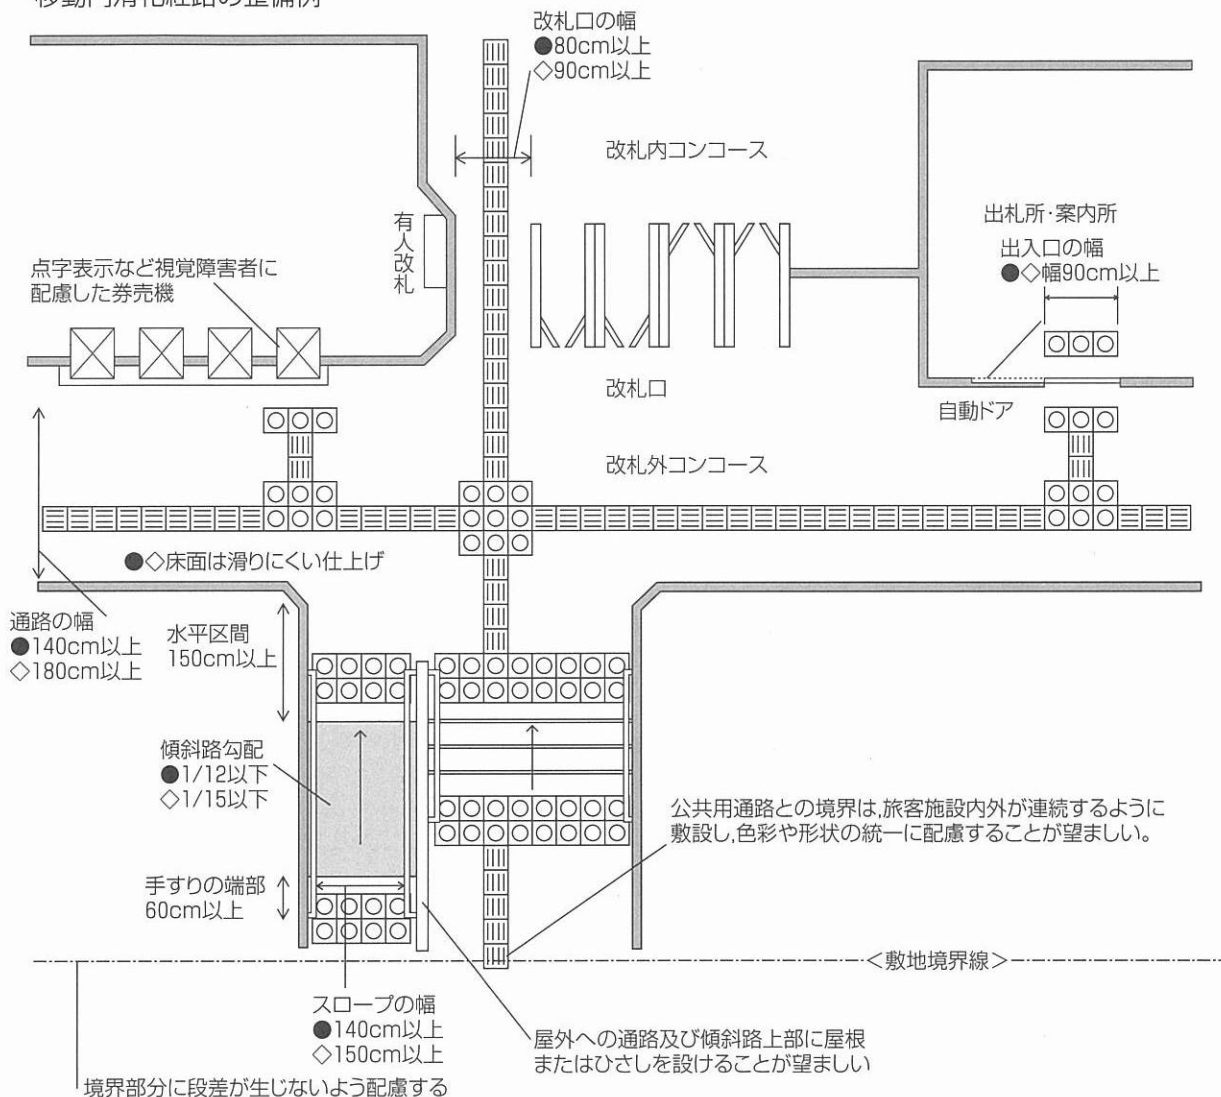 移動円滑化経路の整備例
改札口の幅
●80cm以上
◇90cm以上
改札内コンコース
出札所・案内所
出入口の幅
●◇幅90cm以上
有人改札
点字表示など視覚障害者に
配慮した券売機
改札口
自動ドア
改札外コンコース
●◇床面は滑りにくい仕上げ
通路の幅
●140cm以上
◇180cm以上
水平区間
150cm以上
傾斜路勾配
●1/12以下
◇1/15以下
公共用通路との境界は,旅客施設内外が連続するように
敷設し,色彩や形状の統一に配慮することが望ましい。
手すりの端部
60cm以上
<敷地境界線>
スロープの幅
●140cm以上
◇150cm以上
屋外への通路及び傾斜路上部に屋根
またはひさしを設けることが望ましい
境界部分に段差が生じないよう配慮する